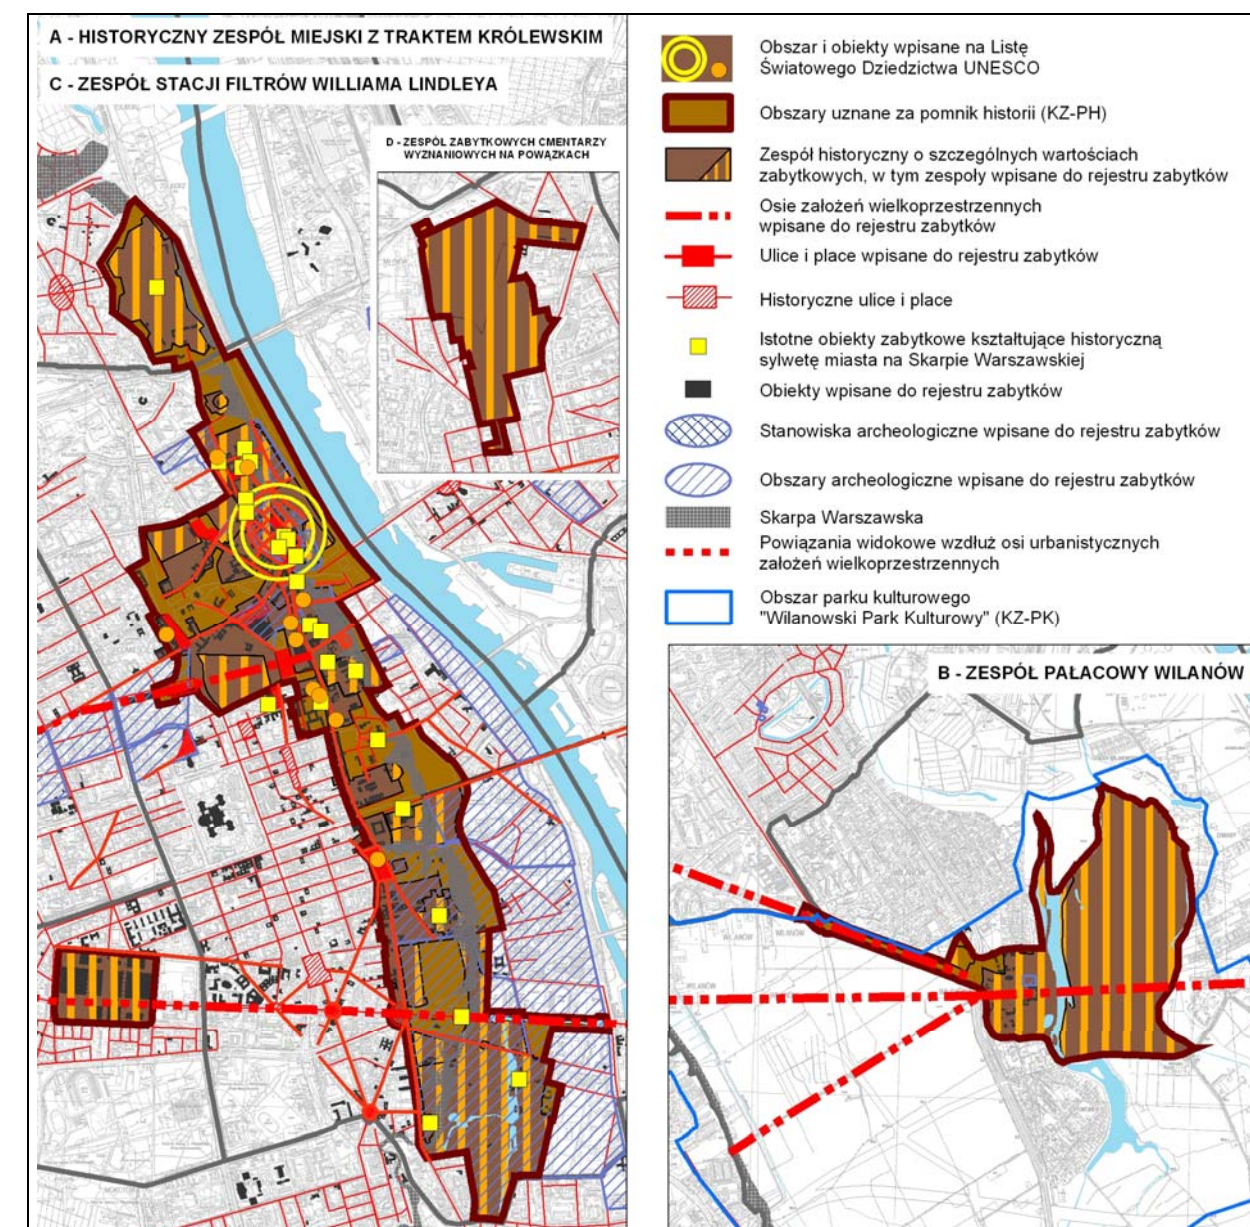 A - HISTORYCZNY ZESPÓŁ MIEJSKI Z TRAKTEM KRÓLEWSKIM
C - ZESPÓŁ STACJI FILTRÓW WILLIAMA LINDLEYA
D - ZESPÓŁ ZABYTKOWYCH CMENTARZY
WYZNANIOWYCH NA POWĄZKACH
Obszar i obiekty wpisane na Listę
Światowego Dziedzictwa UNESCO
Obszary uznane za pomnik historii (KZ-PH)
Zespół historyczny o szczególnych wartościach
zabytkowych, w tym zespoły wpisane do rejestru zabytków
Osie założeń wielkoprzestrzennych
wpisane do rejestru zabytków
Ulice i place wpisane do rejestru zabytków
Historyczne ulice i place
Istotne obiekty zabytkowe kształtujące historyczną
sylwetę miasta na Skarpie Warszawskiej
Obiekty wpisane do rejestru zabytków
Stanowiska archeologiczne wpisane do rejestru zabytków
Obszary archeologiczne wpisane do rejestru zabytków
Skarpa Warszawska
Powiązania widokowe wzdłuż osi urbanistycznych
założeń wielkoprzestrzennych
Obszar parku kulturowego
"Wilanowski Park Kulturowy" (KZ-PK)
B - ZESPÓŁ PAŁACOWY WILANÓW
WILANÓW
WILANÓW
WILANÓW